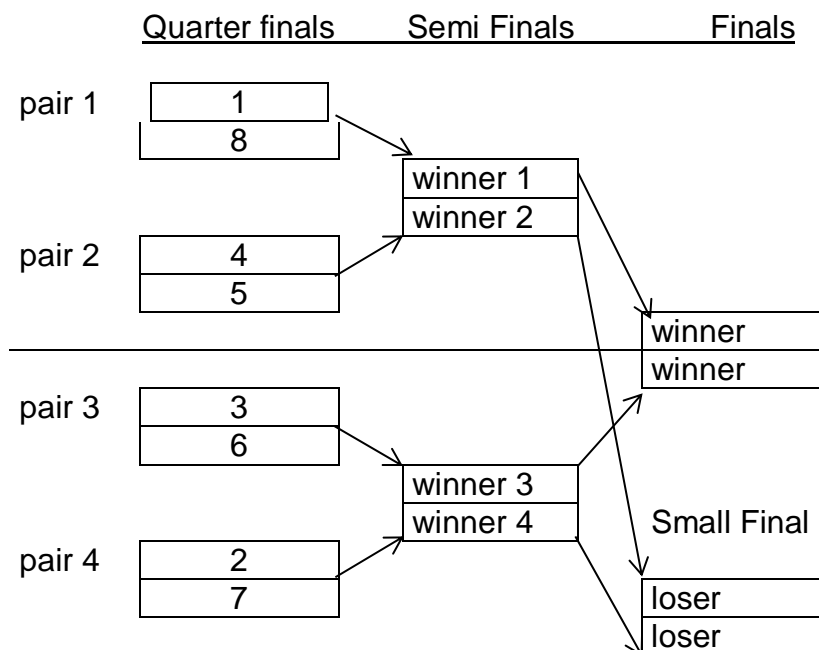 Quarter finals Semi Finals Finals
pair 1
1
8
winner 1
winner 2
pair 2
4
5
winner
winner
pair 3
3
6
winner 3
winner 4
Small Final
pair 4
2
7
loser
loser